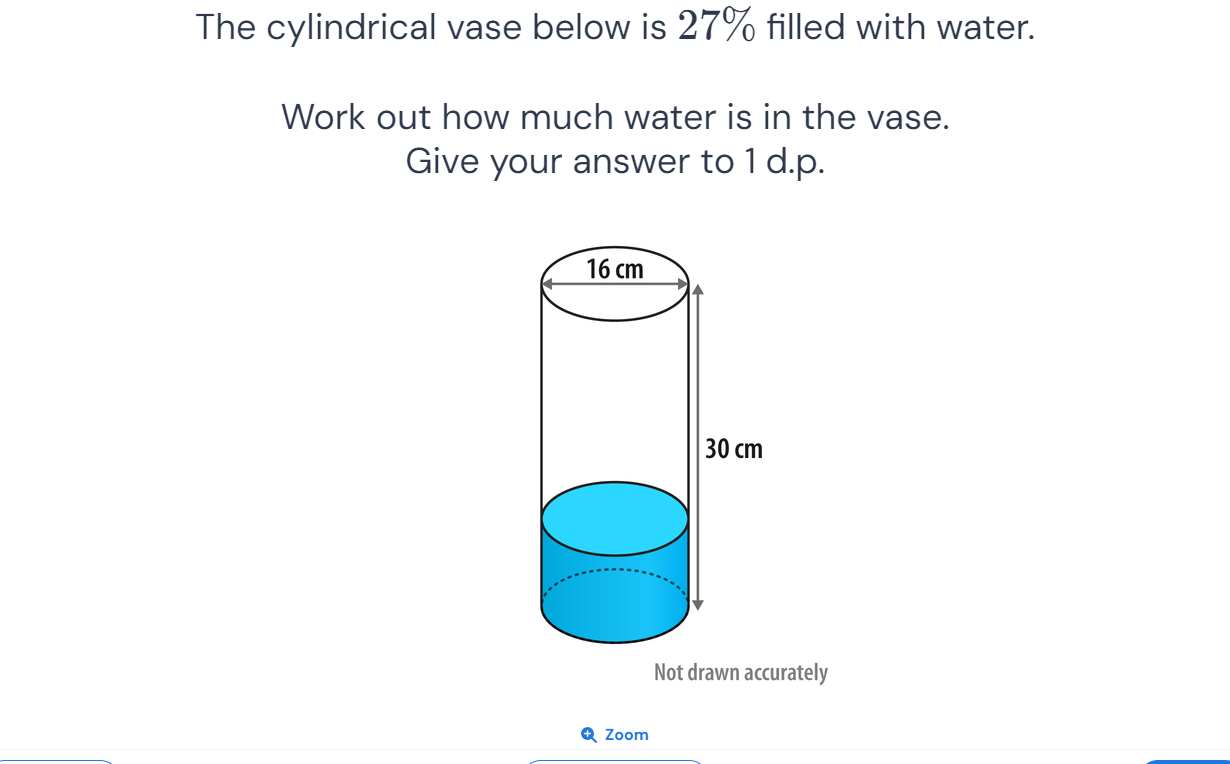 The cylindrical vase below is 27% filled with water.
Work out how much water is in the vase.
Give your answer to 1 d.p.
16 cm
30 cm
Not drawn accurately
Zoom